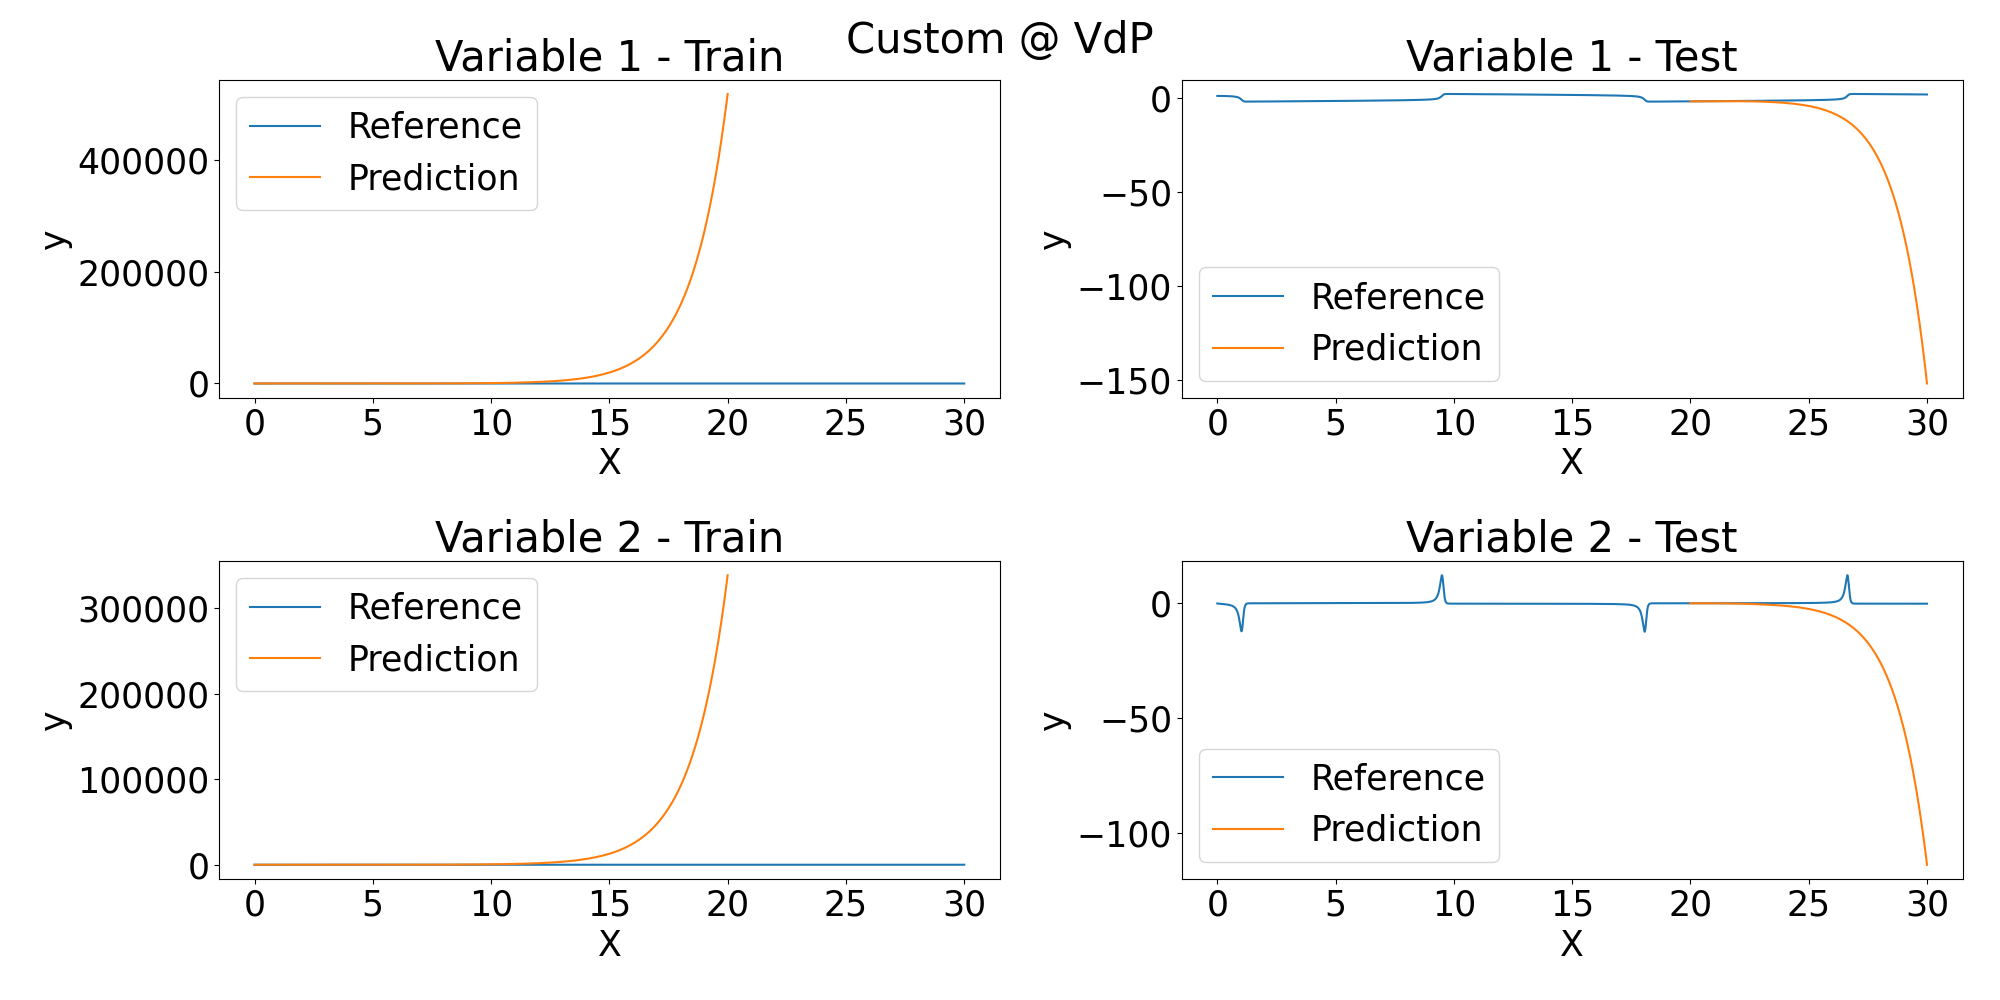 Custom @ VdP
Variable 1 - Train
y
400000
200000
0
Reference
Prediction
0 5 10 15 20 25 30
X
Variable 1 - Test
y
0
−50
−100
−150
Reference
Prediction
0 5 10 15 20 25 30
X
Variable 2 - Train
y
300000
200000
100000
0
Reference
Prediction
0 5 10 15 20 25 30
X
Variable 2 - Test
y
0
−50
−100
Reference
Prediction
0 5 10 15 20 25 30
X